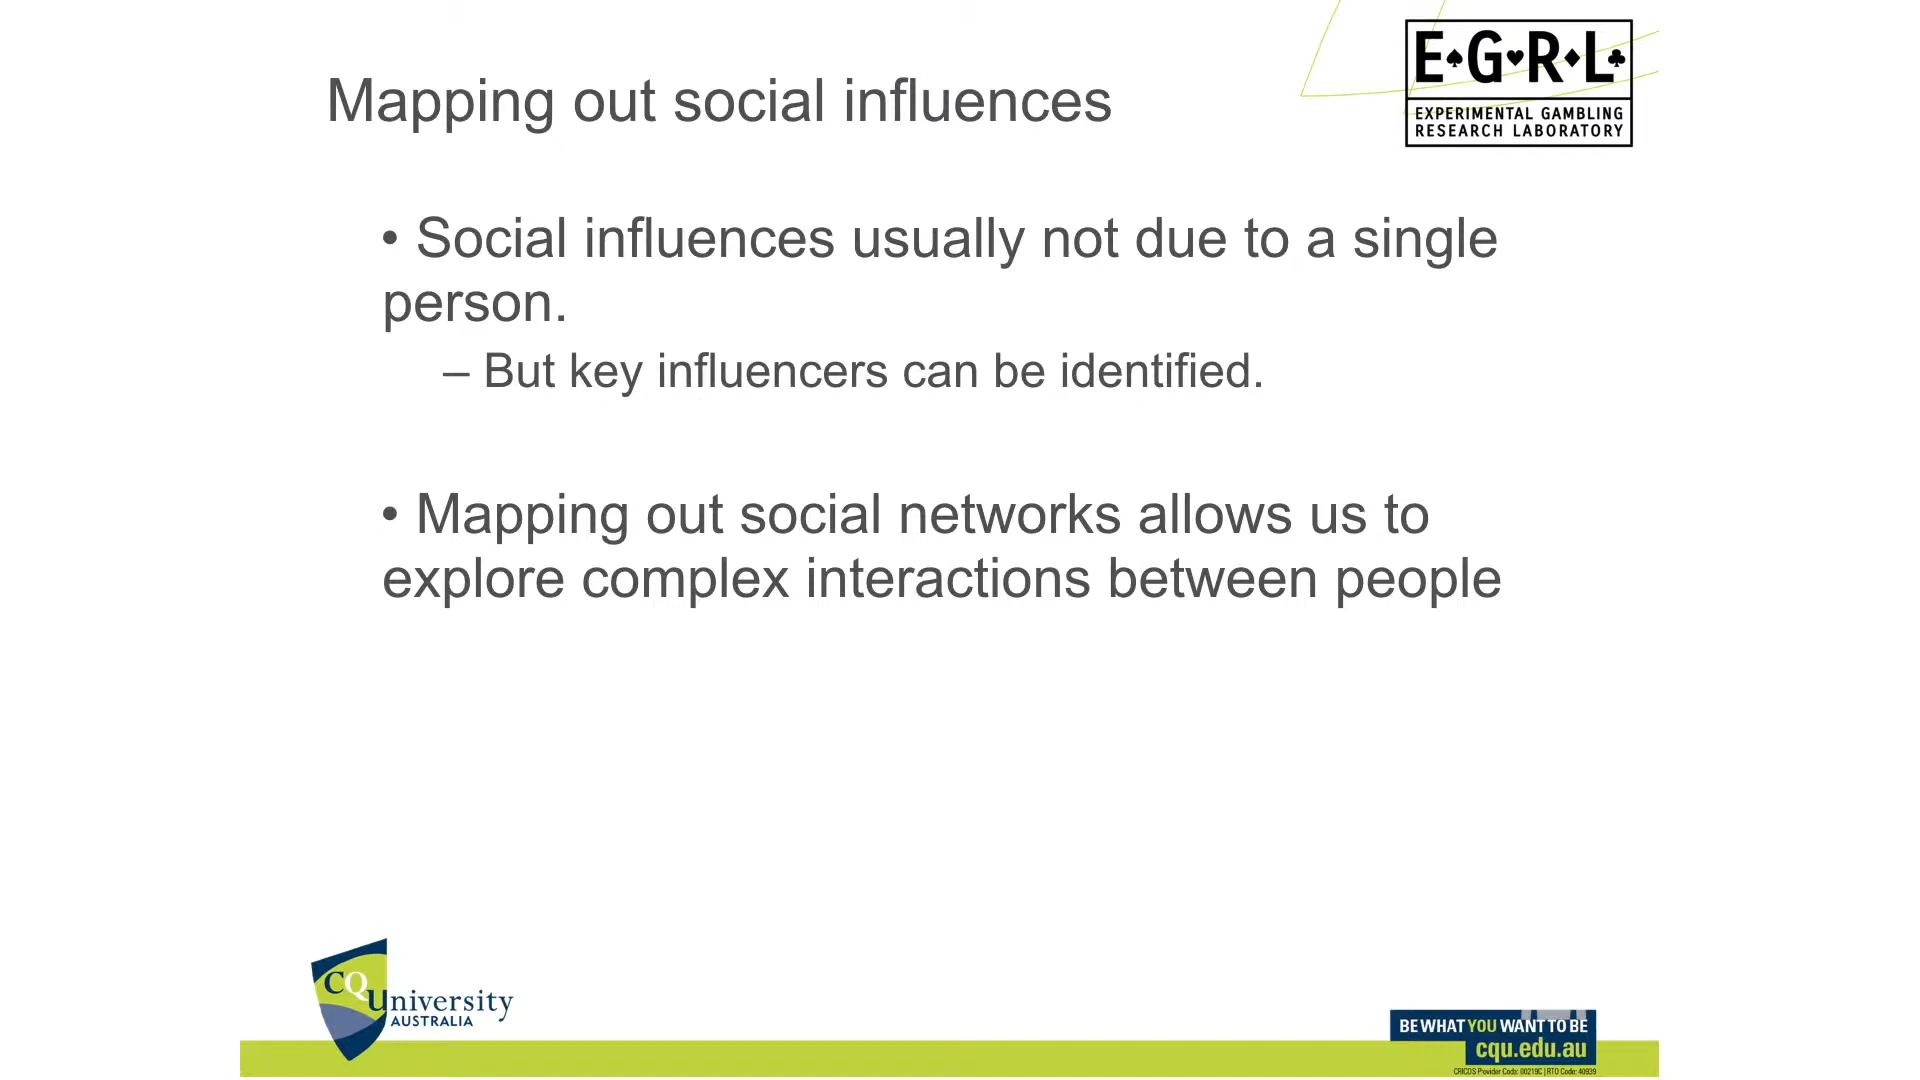 Mapping out social influences
E♠G♥R♦L♣
EXPERIMENTAL GAMBLING
RESEARCH LABORATORY
• Social influences usually not due to a single
person.
– But key influencers can be identified.
• Mapping out social networks allows us to
explore complex interactions between people
CQUniversity
AUSTRALIA
BE WHAT YOU WANT TO BE
cqu.edu.au
CRICOS Provider Code: 00219C | RTO Code: 40939